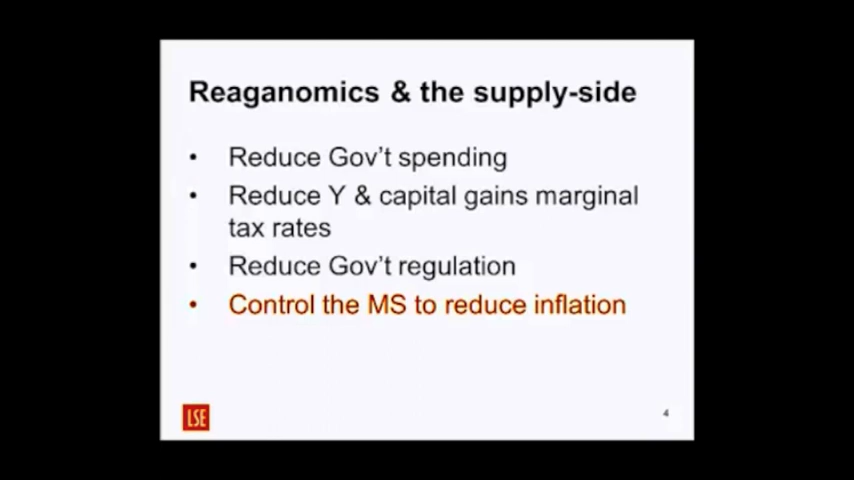 Reaganomics & the supply-side
• Reduce Gov't spending
• Reduce Y & capital gains marginal
tax rates
• Reduce Gov't regulation
• Control the MS to reduce inflation
LSE
4